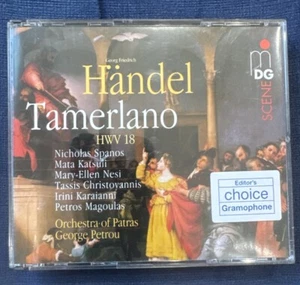 Georg Friedrich
Händel
Tamerlano
HWV 18
Nicholas Spanos
Mata Katsuli
Mary-Ellen Nesi
Tassis Christoyannis
Irini Karaianni
Petros Magoulas
Orchestra of Patras
George Petrou
MDG
SCENE
Editor's
choice
Gramophone